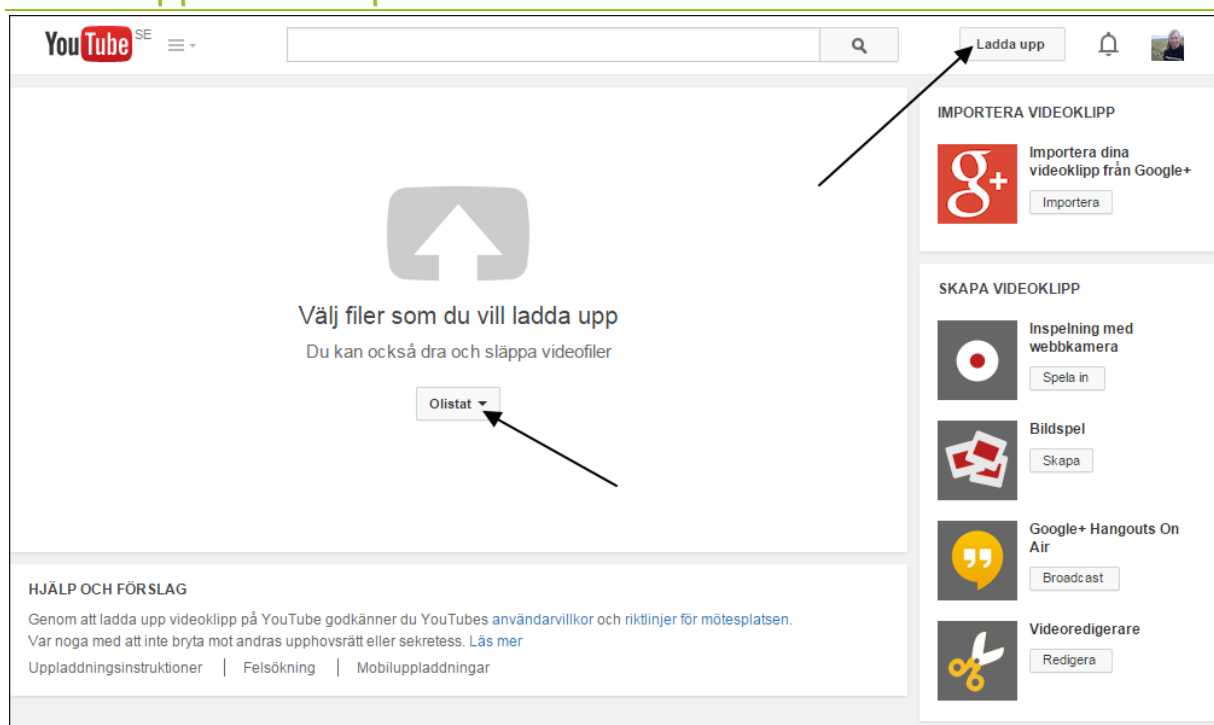 YouTube SE
Ladda upp
IMPORTERA VIDEOKLIPP
Importera dina
videoklipp från Google+
Importera
Välj filer som du vill ladda upp
Du kan också dra och släppa videofiler
Olistat
SKAPA VIDEOKLIPP
Inspelning med
webbkamera
Spela in
Bildspel
Skapa
Google+ Hangouts On
Air
Broadcast
Videoredigerare
Redigera
HJÄLP OCH FÖRSLAG
Genom att ladda upp videoklipp på YouTube godkänner du YouTubes användarvillkor och riktlinjer för mötesplatsen.
Var noga med att inte bryta mot andras upphovsrätt eller sekretess. Läs mer
Uppladdningsinstruktioner | Felsökning | Mobiluppladdningar